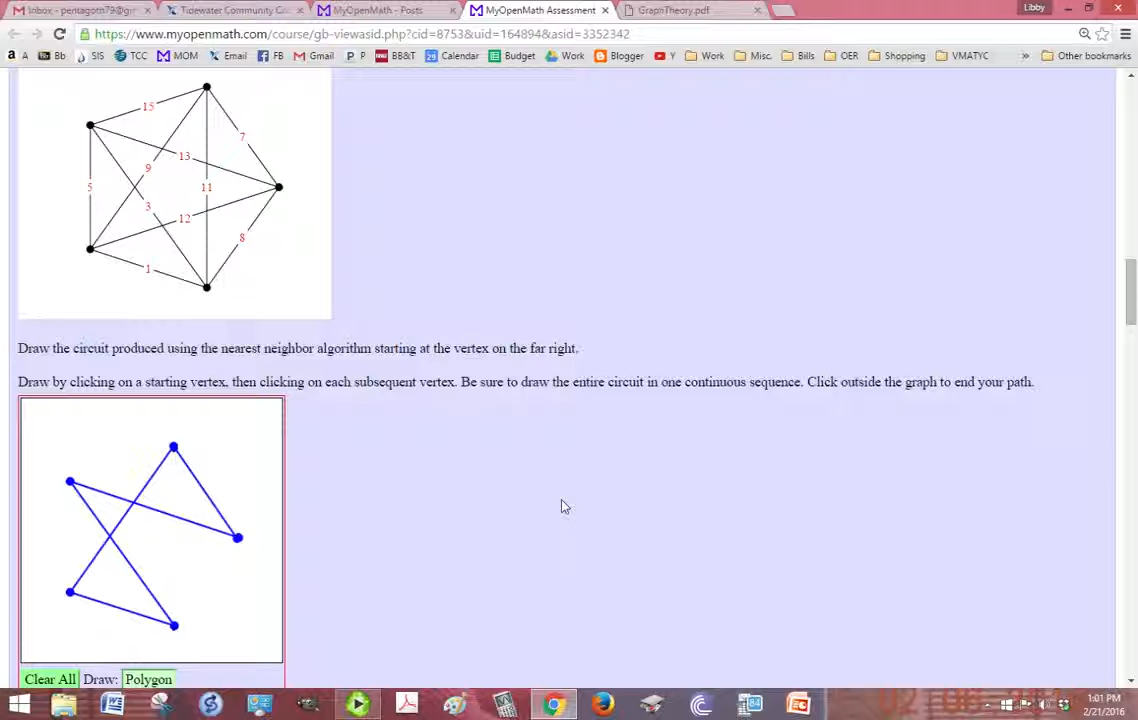 Inbox - pentagoth79@gm
Tidewater Community Co
MyOpenMath - Posts
MyOpenMath Assessment
GraphTheory.pdf
Libby
https://www.myopenmath.com/course/gb-viewasid.php?cid=8753&uid=164894&asid=3352342
a A
Bb Bb
SIS
TCC
MOM
Email
FB
Gmail
P P
BB&T
Calendar
Budget
Work
Blogger
Y
Work
Misc.
Bills
OER
Shopping
VMATYC
»
Other bookmarks
15
7
9
13
5
11
3
12
8
1
Draw the circuit produced using the nearest neighbor algorithm starting at the vertex on the far right.
Draw by clicking on a starting vertex, then clicking on each subsequent vertex. Be sure to draw the entire circuit in one continuous sequence. Click outside the graph to end your path.
Clear All Draw: Polygon
1:01 PM
2/21/2016